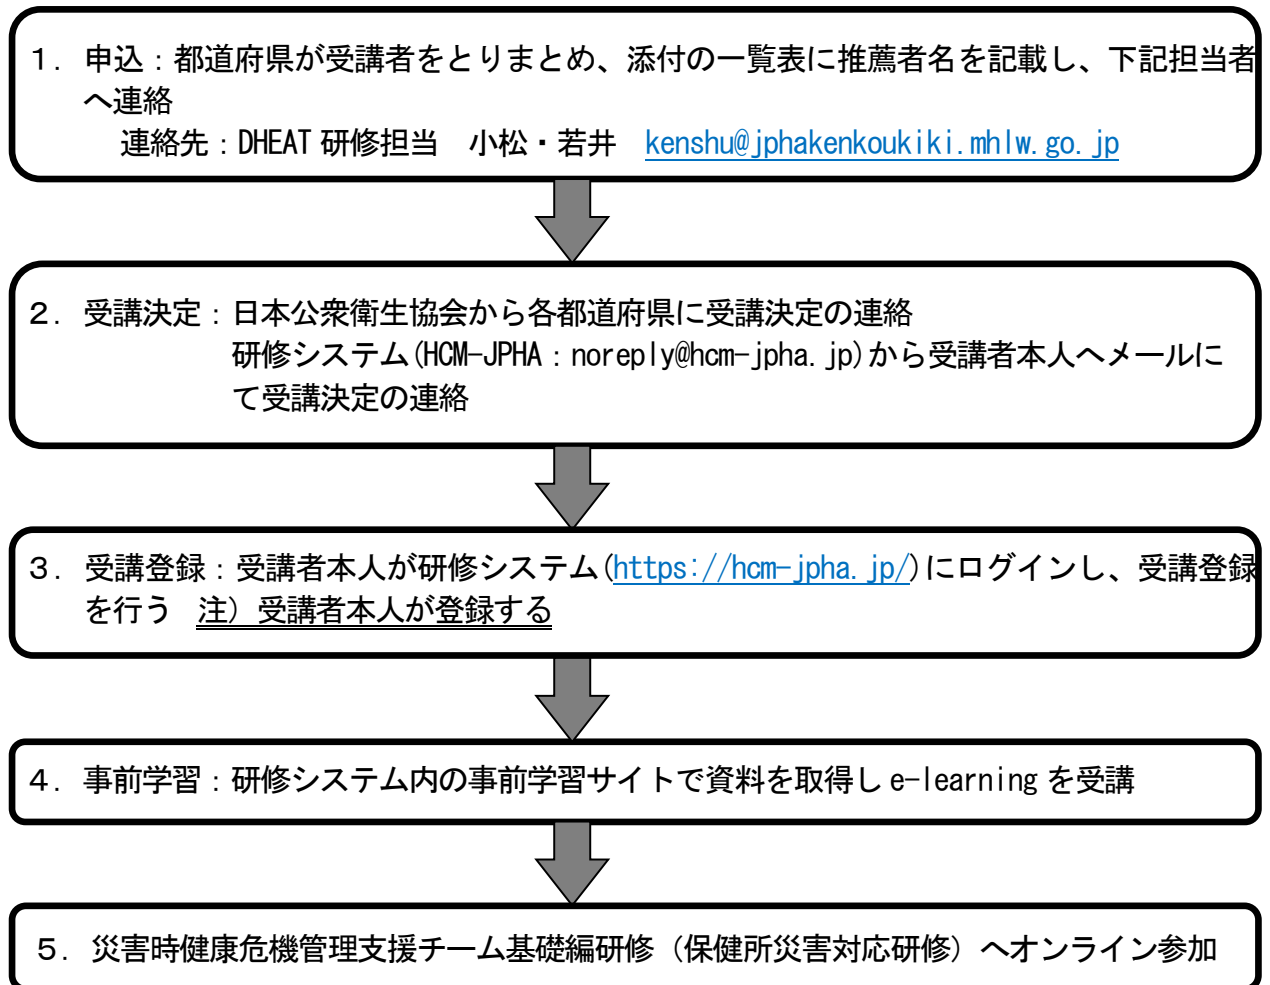 １．申込：都道府県が受講者をとりまとめ、添付の一覧表に推薦者名を記載し、下記担当者
へ連絡
連絡先：DHEAT 研修担当　小松・若井　kenshu@jphakenkoukiki.mhlw.go.jp
２．受講決定：日本公衆衛生協会から各都道府県に受講決定の連絡
研修システム(HCM-JPHA：noreply@hcm-jpha.jp)から受講者本人へメールに
て受講決定の連絡
３．受講登録：受講者本人が研修システム(https://hcm-jpha.jp/)にログインし、受講登録
を行う　注）受講者本人が登録する
４．事前学習：研修システム内の事前学習サイトで資料を取得し e-learning を受講
５．災害時健康危機管理支援チーム基礎編研修（保健所災害対応研修）へオンライン参加